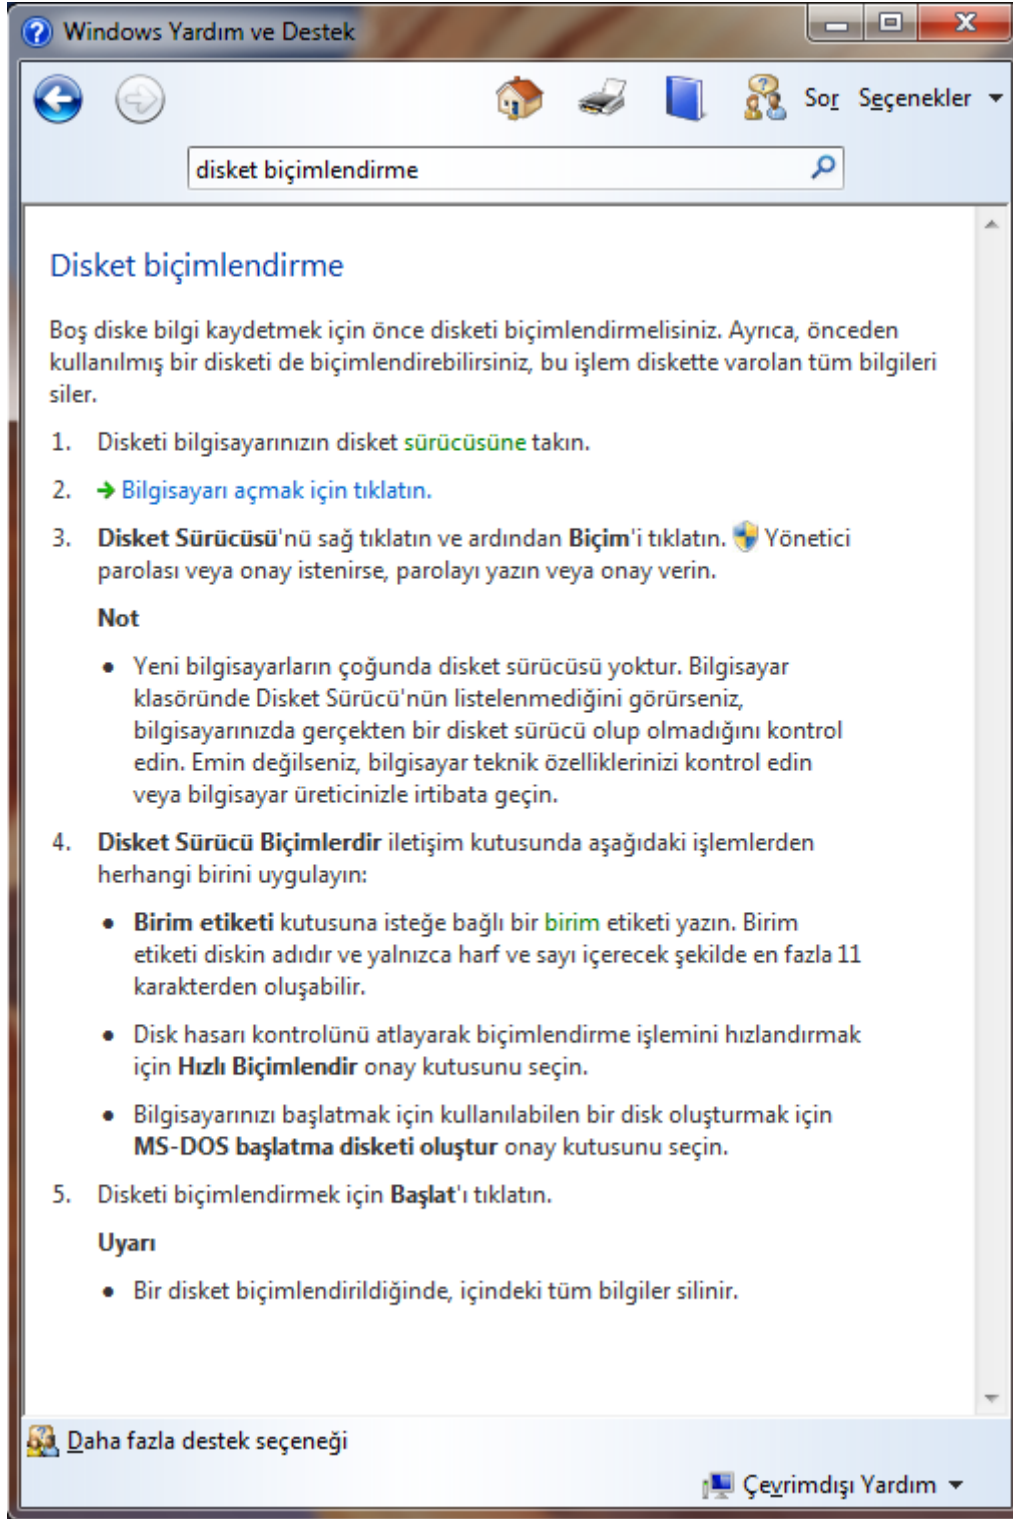 Windows Yardım ve Destek
Sor Seçenekler
disket biçimlendirme
Disket biçimlendirme
Boş diske bilgi kaydetmek için önce disketi biçimlendirmelisiniz. Ayrıca, önceden
kullanılmış bir disketi de biçimlendirebilirsiniz, bu işlem diskette varolan tüm bilgileri
siler.
1. Disketi bilgisayarınızın disket sürücüsüne takın.
2. Bilgisayarı açmak için tıklatın.
3. Disket Sürücüsü'nü sağ tıklatın ve ardından Biçim'i tıklatın. Yönetici
parolası veya onay istenirse, parolayı yazın veya onay verin.
Not
• Yeni bilgisayarların çoğunda disket sürücüsü yoktur. Bilgisayar
klasöründe Disket Sürücü'nün listelenmediğini görürseniz,
bilgisayarınızda gerçekten bir disket sürücü olup olmadığını kontrol
edin. Emin değilseniz, bilgisayar teknik özelliklerinizi kontrol edin
veya bilgisayar üreticinizle irtibata geçin.
4. Disket Sürücü Biçimlerdir iletişim kutusunda aşağıdaki işlemlerden
herhangi birini uygulayın:
• Birim etiketi kutusuna isteğe bağlı bir birim etiketi yazın. Birim
etiketi diskin adıdır ve yalnızca harf ve sayı içerecek şekilde en fazla 11
karakterden oluşabilir.
• Disk hasarı kontrolünü atlayarak biçimlendirme işlemini hızlandırmak
için Hızlı Biçimlendir onay kutusunu seçin.
• Bilgisayarınızı başlatmak için kullanılabilen bir disk oluşturmak için
MS-DOS başlatma disketi oluştur onay kutusunu seçin.
5. Disketi biçimlendirmek için Başlat'ı tıklatın.
Uyarı
• Bir disket biçimlendirildiğinde, içindeki tüm bilgiler silinir.
Daha fazla destek seçeneği
Çevrimdışı Yardım